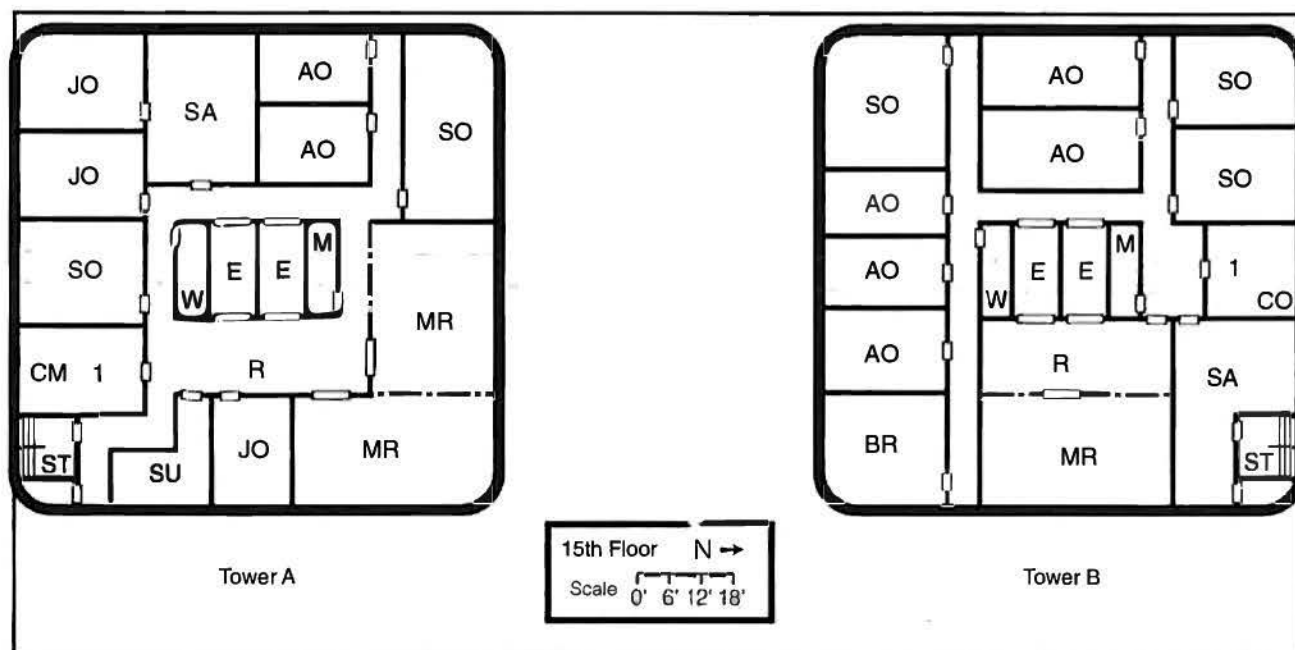 JO
SA
AO
AO
SO
JO
SO
W
E
E
M
MR
CM 1
R
ST
SU
JO
MR
Tower A
SO
AO
AO
SO
SO
AO
AO
AO
W
E
E
M
1
CO
R
SA
BR
MR
ST
Tower B
15th Floor N
Scale 0' 6' 12' 18'